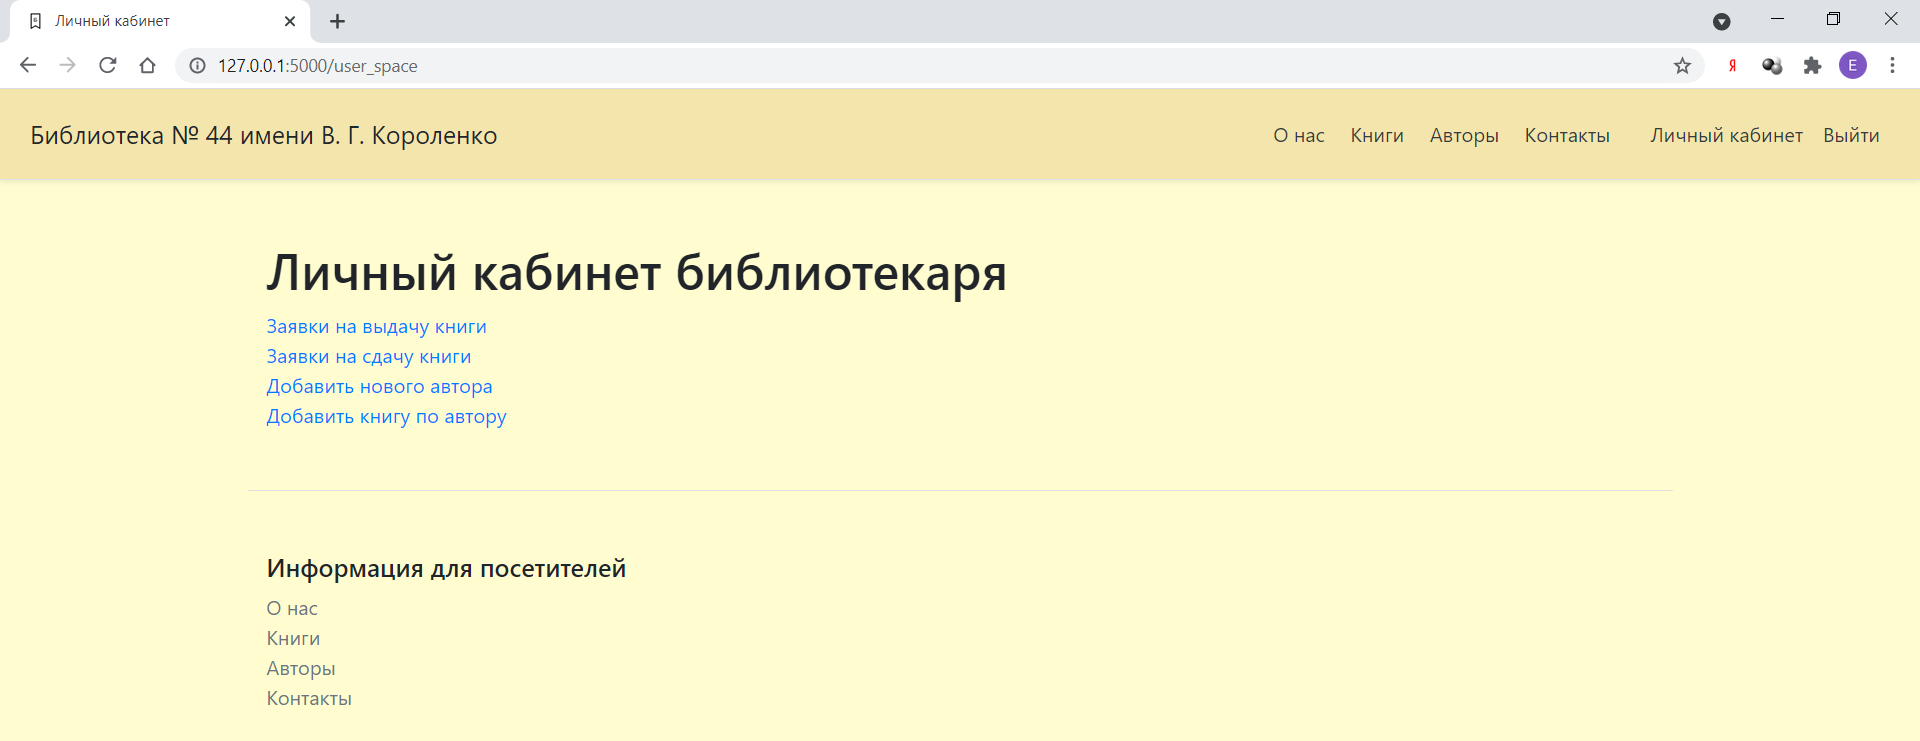 Личный кабинет
127.0.0.1:5000/user_space
Я
E
Библиотека № 44 имени В. Г. Короленко
О нас Книги Авторы Контакты Личный кабинет Выйти
Личный кабинет библиотекаря
Заявки на выдачу книги
Заявки на сдачу книги
Добавить нового автора
Добавить книгу по автору
Информация для посетителей
О нас
Книги
Авторы
Контакты